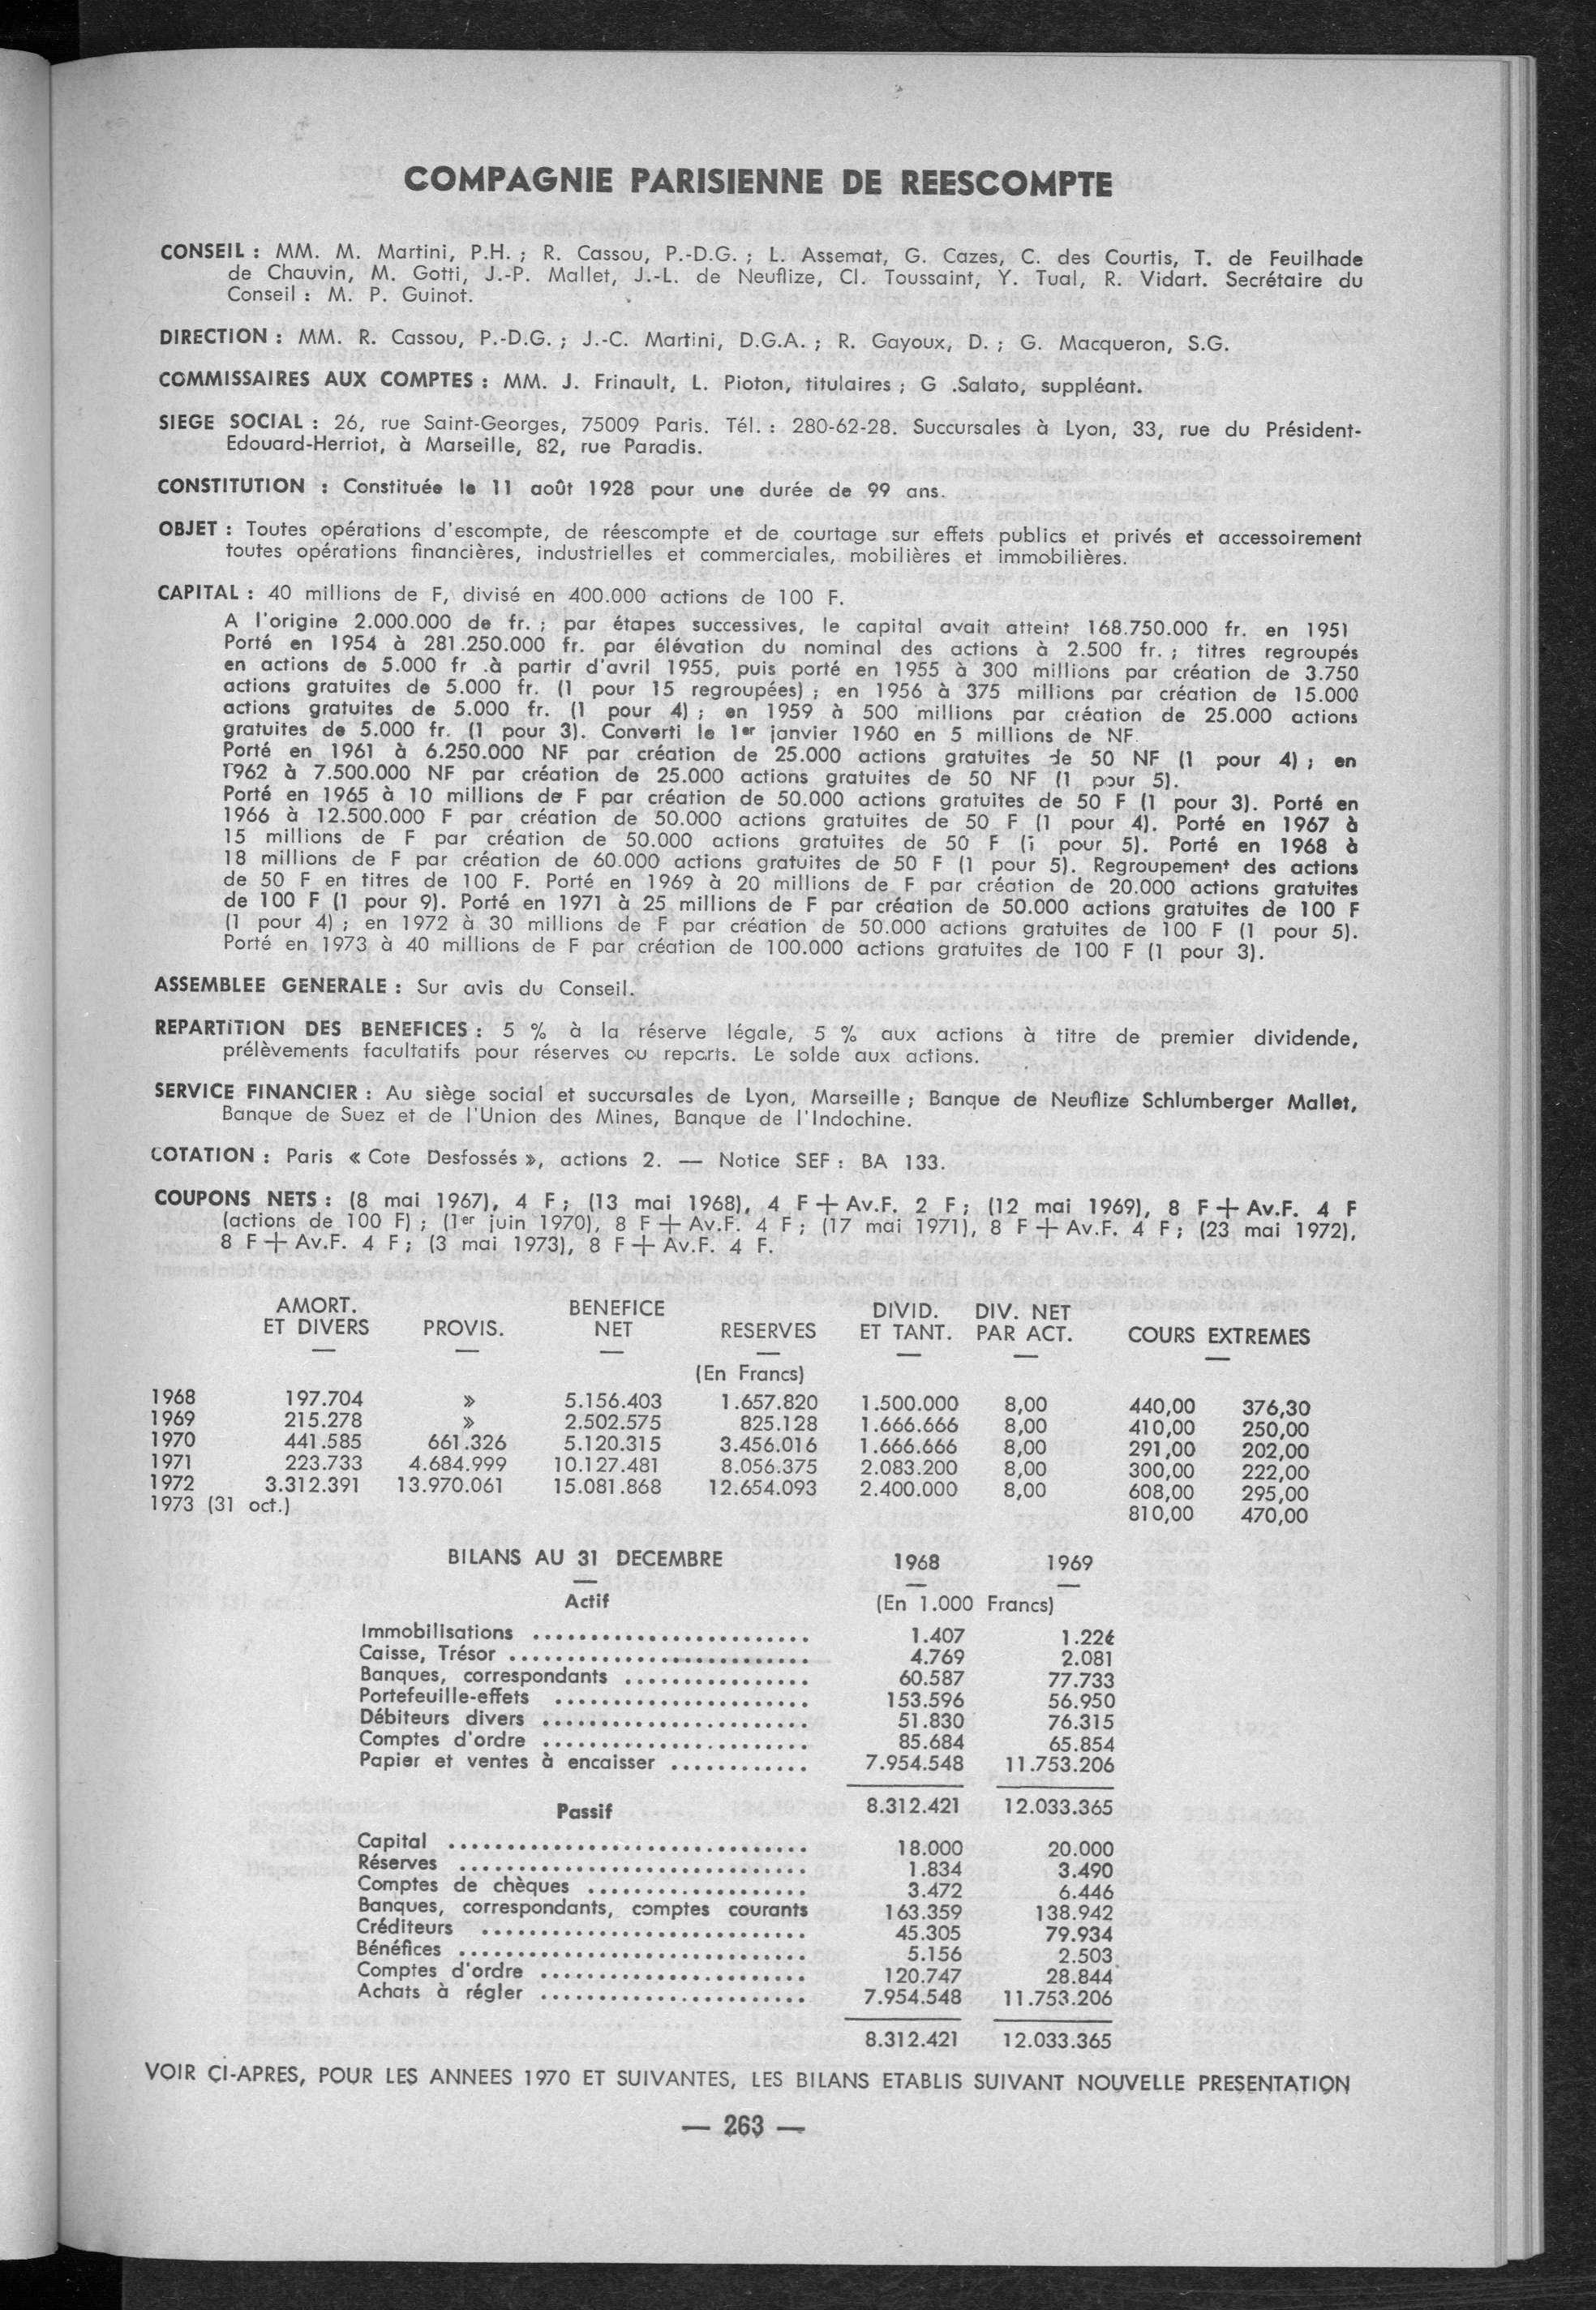 COMPAGNIE PARISIENNE DE REESCOMPTE
CONSEIL : MM. M. Martini, P.H. ; R. Cassou, P.-D.G. ; L. Assemat, G. Cazes, C. des Courtis, T. de Feuilhade
de Chauvin, M. Gotti, J.-P. Mallet, J.-L. de Neuflize, Cl. Toussaint, Y. Tual, R. Vidart. Secrétaire du
Conseil : M. P. Guinot.
DIRECTION : MM. R. Cassou, P.-D.G. ; J.-C. Martini, D.G.A. ; R. Gayoux, D. ; G. Macqueron, S.G.
COMMISSAIRES AUX COMPTES : MM. J. Frinault, L. Pioton, titulaires ; G .Salato, suppléant.
SIEGE SOCIAL : 26, rue Saint-Georges, 75009 Paris. Tél. : 280-62-28. Succursales à Lyon, 33, rue du Président-
Edouard-Herriot, à Marseille, 82, rue Paradis.
CONSTITUTION : Constituée le 11 août 1928 pour une durée de 99 ans.
OBJET : Toutes opérations d'escompte, de réescompte et de courtage sur effets publics et privés et accessoirement
toutes opérations financières, industrielles et commerciales, mobilières et immobilières.
CAPITAL : 40 millions de F, divisé en 400.000 actions de 100 F.
A l'origine 2.000.000 de fr. ; par étapes successives, le capital avait atteint 168.750.000 fr. en 1951
Porté en 1954 à 281.250.000 fr. par élévation du nominal des actions à 2.500 fr. ; titres regroupés
en actions de 5.000 fr .à partir d'avril 1955, puis porté en 1955 à 300 millions par création de 3.750
actions gratuites de 5.000 fr. (1 pour 15 regroupées) ; en 1956 à 375 millions par création de 15.000
actions gratuites de 5.000 fr. (1 pour 4) ; en 1959 à 500 millions par création de 25.000 actions
gratuites de 5.000 fr. (1 pour 3). Converti le 1er janvier 1960 en 5 millions de NF
Porté en 1961 à 6.250.000 NF par création de 25.000 actions gratuites de 50 NF (1 pour 4) ; en
1962 à 7.500.000 NF par création de 25.000 actions gratuites de 50 NF (1 pour 5).
Porté en 1965 à 10 millions de F par création de 50.000 actions gratuites de 50 F (1 pour 3). Porté en
1966 à 12.500.000 F par création de 50.000 actions gratuites de 50 F (1 pour 4). Porté en 1967 à
15 millions de F par création de 50.000 actions gratuites de 50 F (i pour 5). Porté en 1968 à
18 millions de F par création de 60.000 actions gratuites de 50 F (1 pour 5). Regroupement des actions
de 50 F en titres de 100 F. Porté en 1969 à 20 millions de F par création de 20.000 actions gratuites
de 100 F (1 pour 9). Porté en 1971 à 25 millions de F par création de 50.000 actions gratuites de 100 F
(1 pour 4) ; en 1972 à 30 millions de F par création de 50.000 actions gratuites de 100 F (1 pour 5).
Porté en 1973 à 40 millions de F par création de 100.000 actions gratuites de 100 F (1 pour 3).
ASSEMBLEE GENERALE : Sur avis du Conseil.
REPARTITION DES BENEFICES : 5 % à la réserve légale, 5 % aux actions à titre de premier dividende,
prélèvements facultatifs pour réserves ou reports. Le solde aux actions.
SERVICE FINANCIER : Au siège social et succursales de Lyon, Marseille ; Banque de Neuflize Schlumberger Mallet,
Banque de Suez et de l'Union des Mines, Banque de l'Indochine.
COTATION : Paris « Cote Desfossés », actions 2. — Notice SEF : BA 133.
COUPONS NETS : (8 mai 1967), 4 F ; (13 mai 1968), 4 F + Av.F. 2 F ; (12 mai 1969), 8 F + Av.F. 4 F
(actions de 100 F) ; (1er juin 1970), 8 F + Av.F. 4 F ; (17 mai 1971), 8 F + Av.F. 4 F ; (23 mai 1972),
8 F + Av.F. 4 F ; (3 mai 1973), 8 F + Av.F. 4 F.
AMORT. BENEFICE DIVID. DIV. NET
ET DIVERS PROVIS. NET RESERVES ET TANT. PAR ACT. COURS EXTREMES
(En Francs)
1968 197.704 » 5.156.403 1.657.820 1.500.000 8,00 440,00 376,30
1969 215.278 » 2.502.575 825.128 1.666.666 8,00 410,00 250,00
1970 441.585 661.326 5.120.315 3.456.016 1.666.666 8,00 291,00 202,00
1971 223.733 4.684.999 10.127.481 8.056.375 2.083.200 8,00 300,00 222,00
1972 3.312.391 13.970.061 15.081.868 12.654.093 2.400.000 8,00 608,00 295,00
1973 (31 oct.) 810,00 470,00
BILANS AU 31 DECEMBRE 1968 1969
Actif (En 1.000 Francs)
Immobilisations ........................ 1.407 1.226
Caisse, Trésor .......................... 4.769 2.081
Banques, correspondants ................ 60.587 77.733
Portefeuille-effets ...................... 153.596 56.950
Débiteurs divers ....................... 51.830 76.315
Comptes d'ordre ....................... 85.684 65.854
Papier et ventes à encaisser ............ 7.954.548 11.753.206
8.312.421 12.033.365
Passif
Capital ............................... 18.000 20.000
Réserves .............................. 1.834 3.490
Comptes de chèques ................... 3.472 6.446
Banques, correspondants, comptes courants 163.359 138.942
Créditeurs ............................ 45.305 79.934
Bénéfices .............................. 5.156 2.503
Comptes d'ordre ....................... 120.747 28.844
Achats à régler ....................... 7.954.548 11.753.206
8.312.421 12.033.365
VOIR CI-APRES, POUR LES ANNEES 1970 ET SUIVANTES, LES BILANS ETABLIS SUIVANT NOUVELLE PRESENTATION
— 263 —